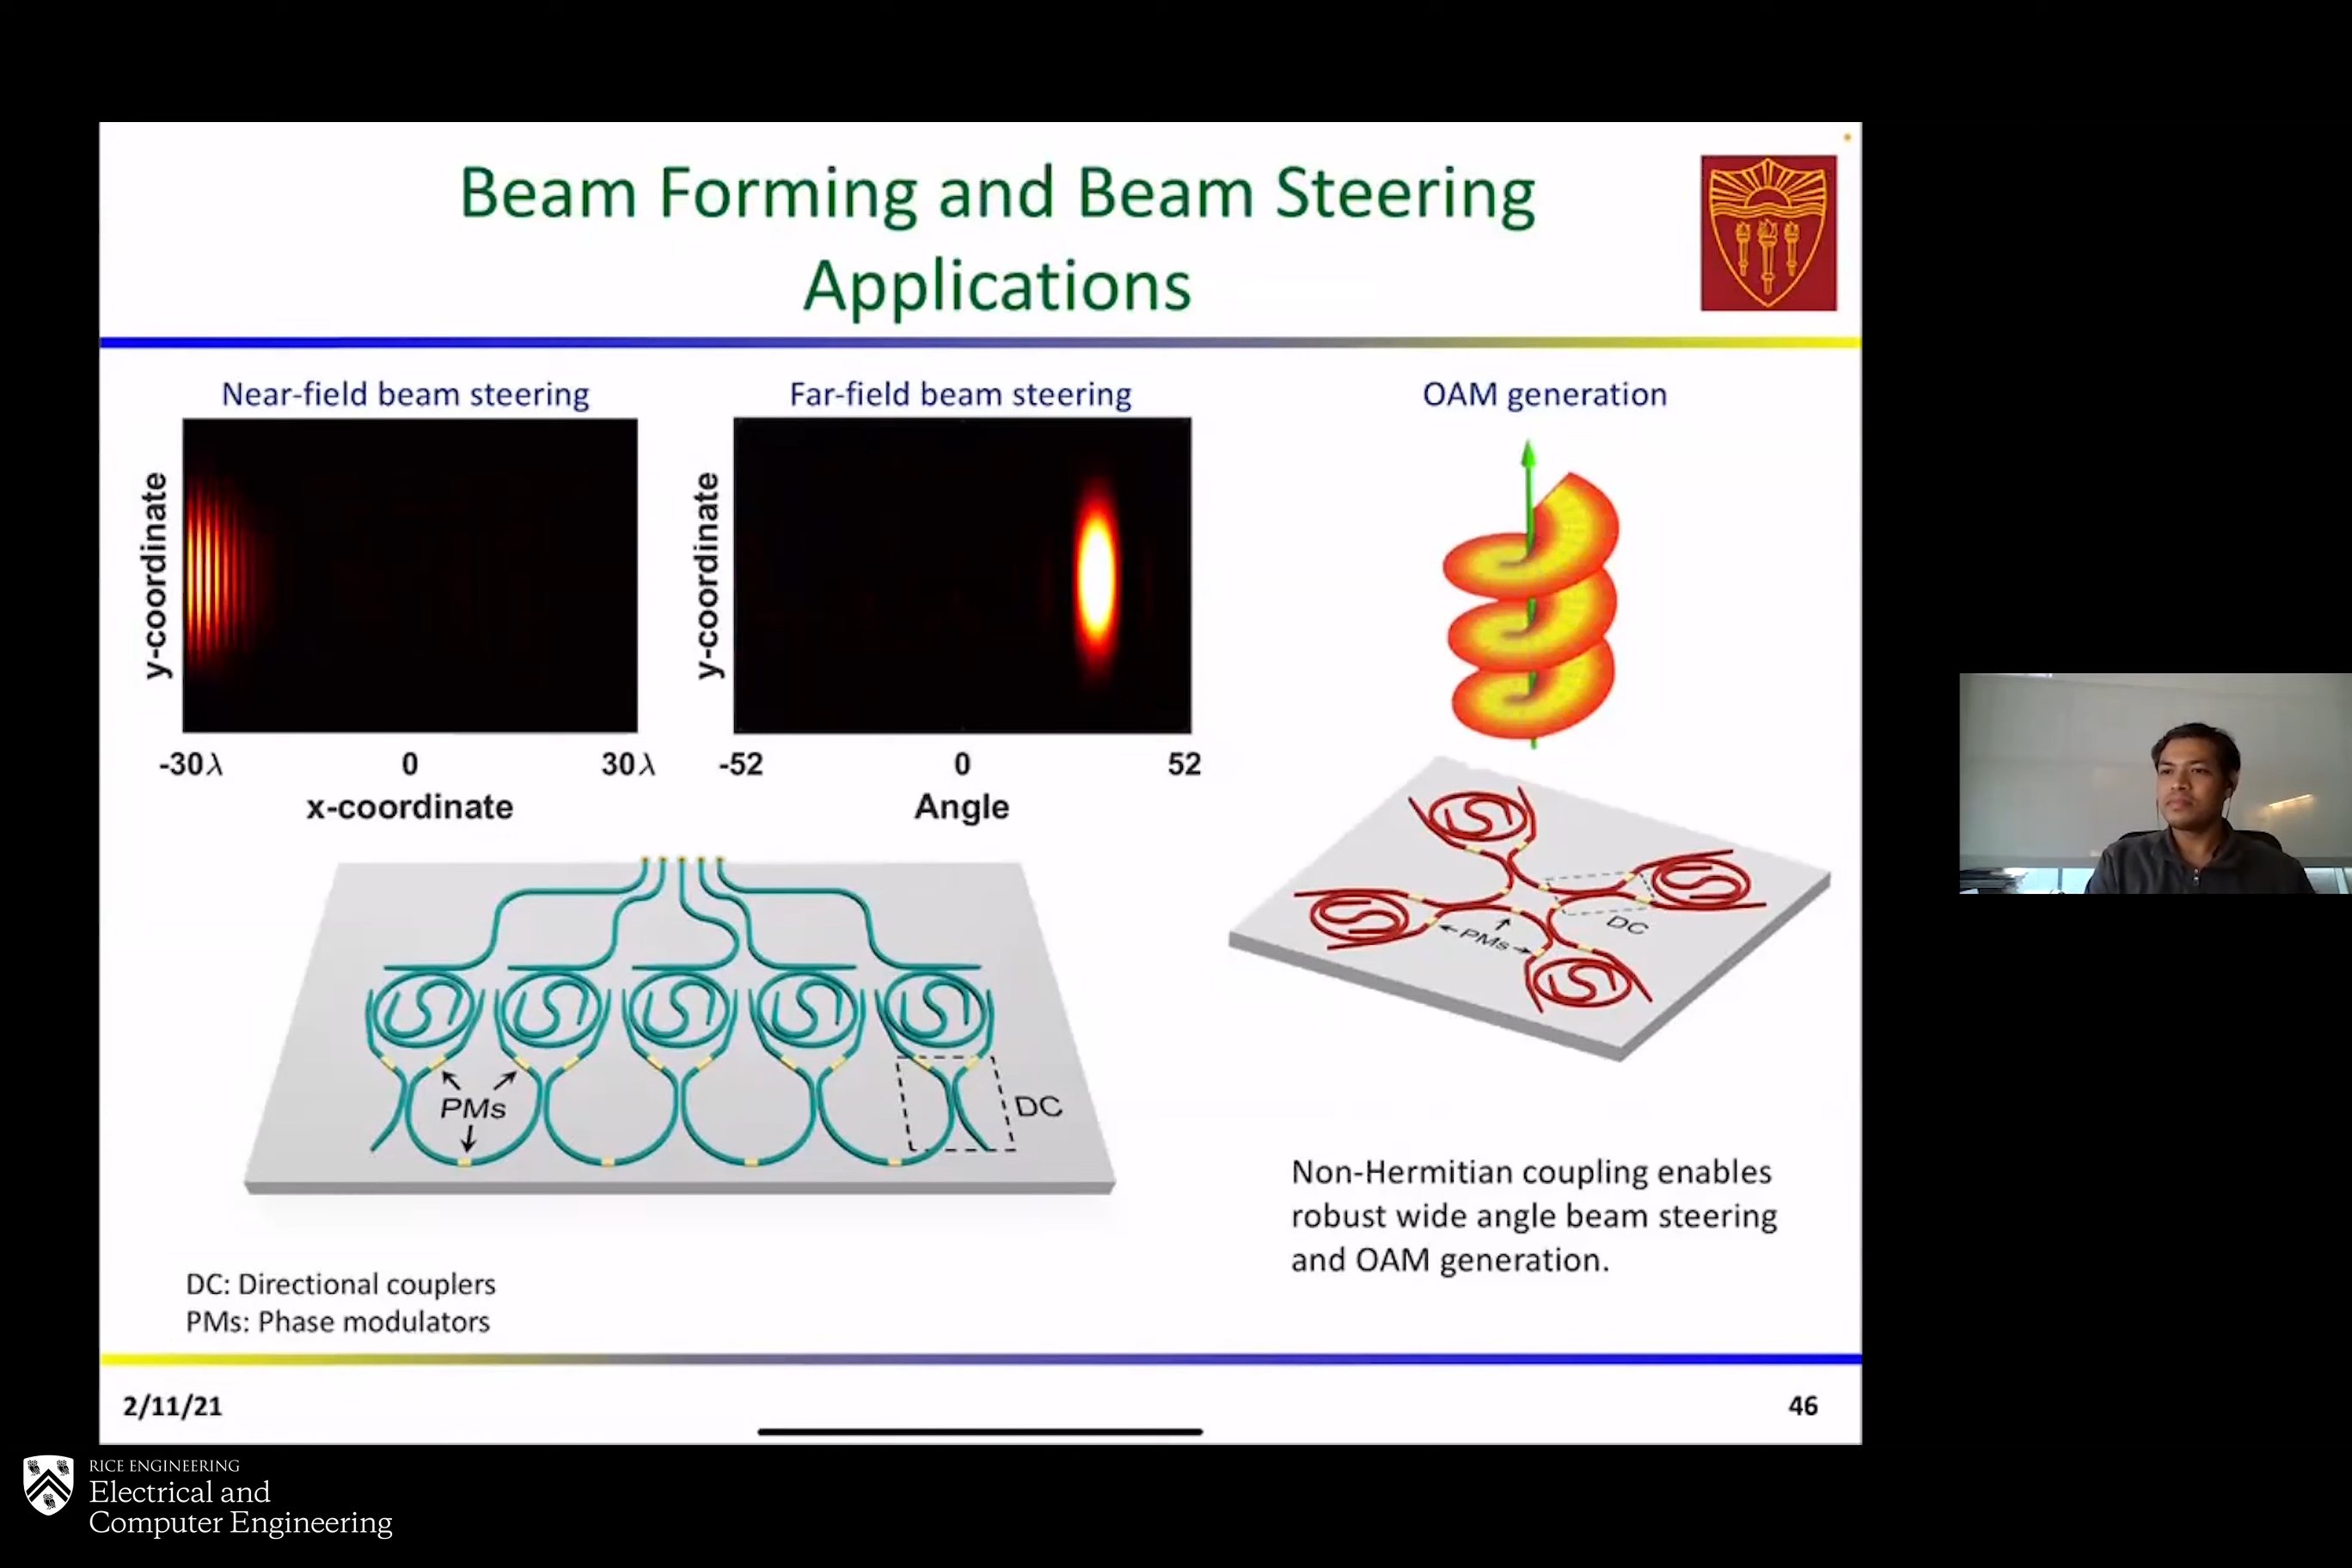 Beam Forming and Beam Steering
Applications
Near-field beam steering
Far-field beam steering
OAM generation
y-coordinate
-30λ 0 30λ
x-coordinate
y-coordinate
-52 0 52
Angle
PMs
DC
PMs
DC
Non-Hermitian coupling enables
robust wide angle beam steering
and OAM generation.
DC: Directional couplers
PMs: Phase modulators
2/11/21
46
RICE ENGINEERING
Electrical and
Computer Engineering